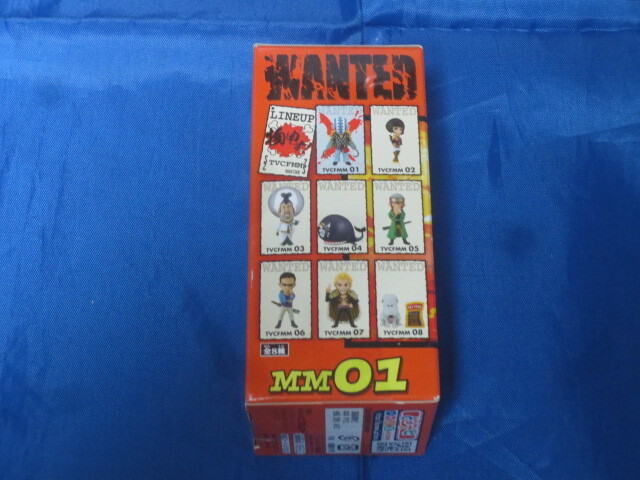 WANTED
LINEUP
TVCFMM
WANTED
TVCFMM 01
WANTED
TVCFMM 02
WANTED
TVCFMM 03
WANTED
TVCFMM 04
WANTED
TVCFMM 05
WANTED
TVCFMM 06
WANTED
TVCFMM 07
WANTED
TVCFMM 08
全8種
MM01